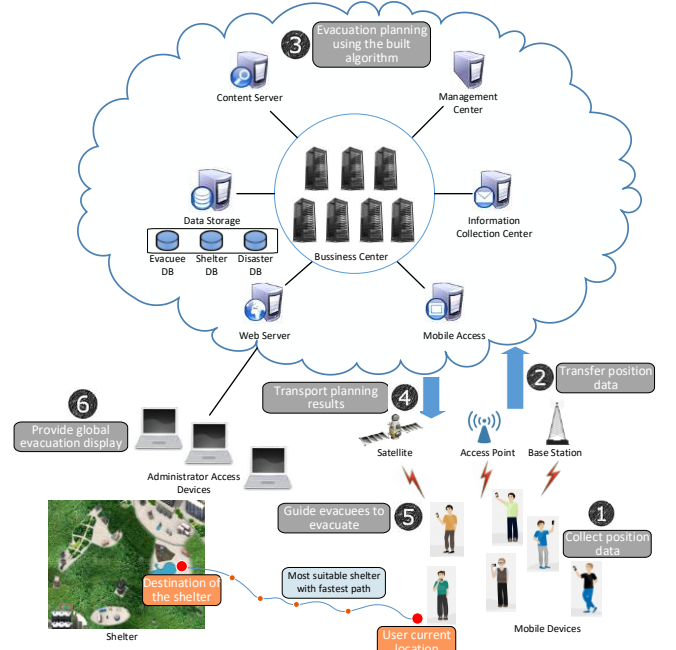 3
Evacuation planning
using the built
algorithm
Content Server
Management
Center
Data Storage
Evacuee
DB
Shelter
DB
Disaster
DB
Bussiness Center
Information
Collection Center
Web Server
Mobile Access
2
Transfer position
data
Transport planning
results
4
6
Provide global
evacuation display
Satellite
Access Point
Base Station
Administrator Access
Devices
Guide evacuees to
evacuate
5
1
Collect position
data
Destination of
the shelter
Most suitable shelter
with fastest path
User current
location
Shelter
Mobile Devices